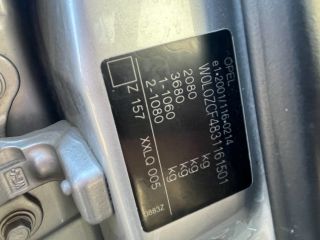 OPEL
e1*2001/116*0214
W0L0ZCF4831161501
2080 kg
3680 kg
1-1060 kg
2-1080 kg
Z 157 XXLQ 005